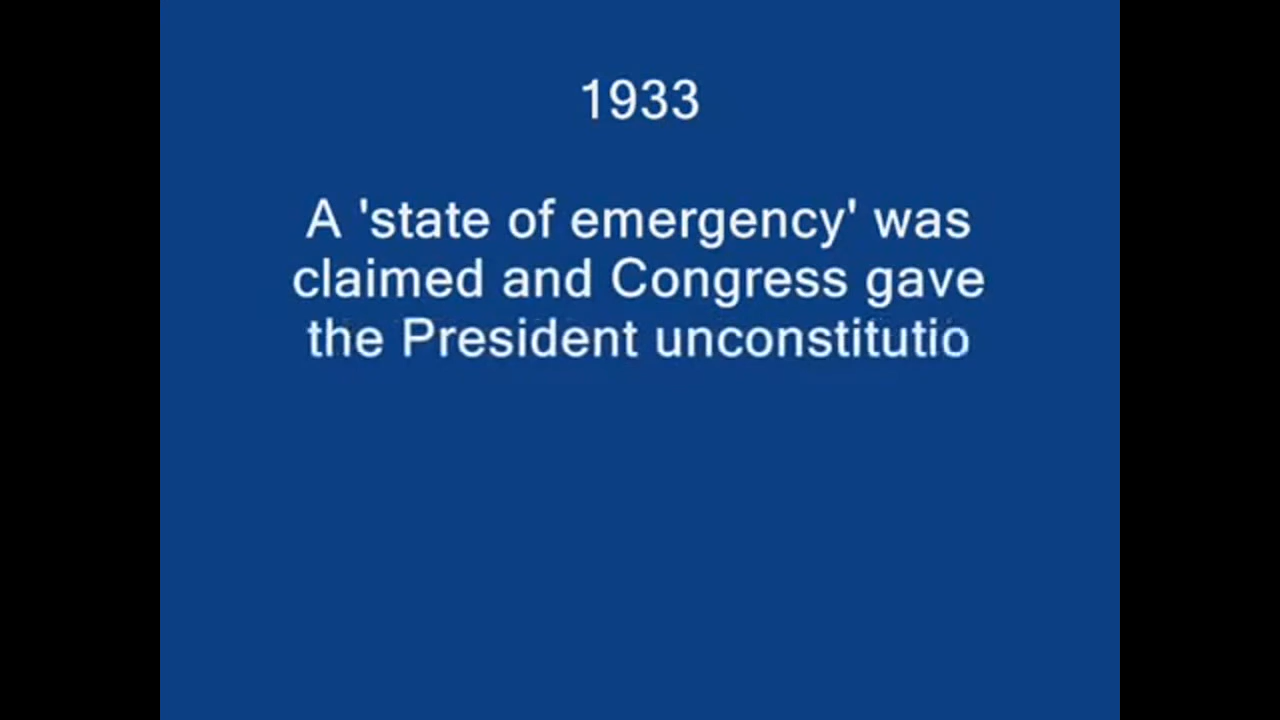 1933
A 'state of emergency' was
claimed and Congress gave
the President unconstitutio